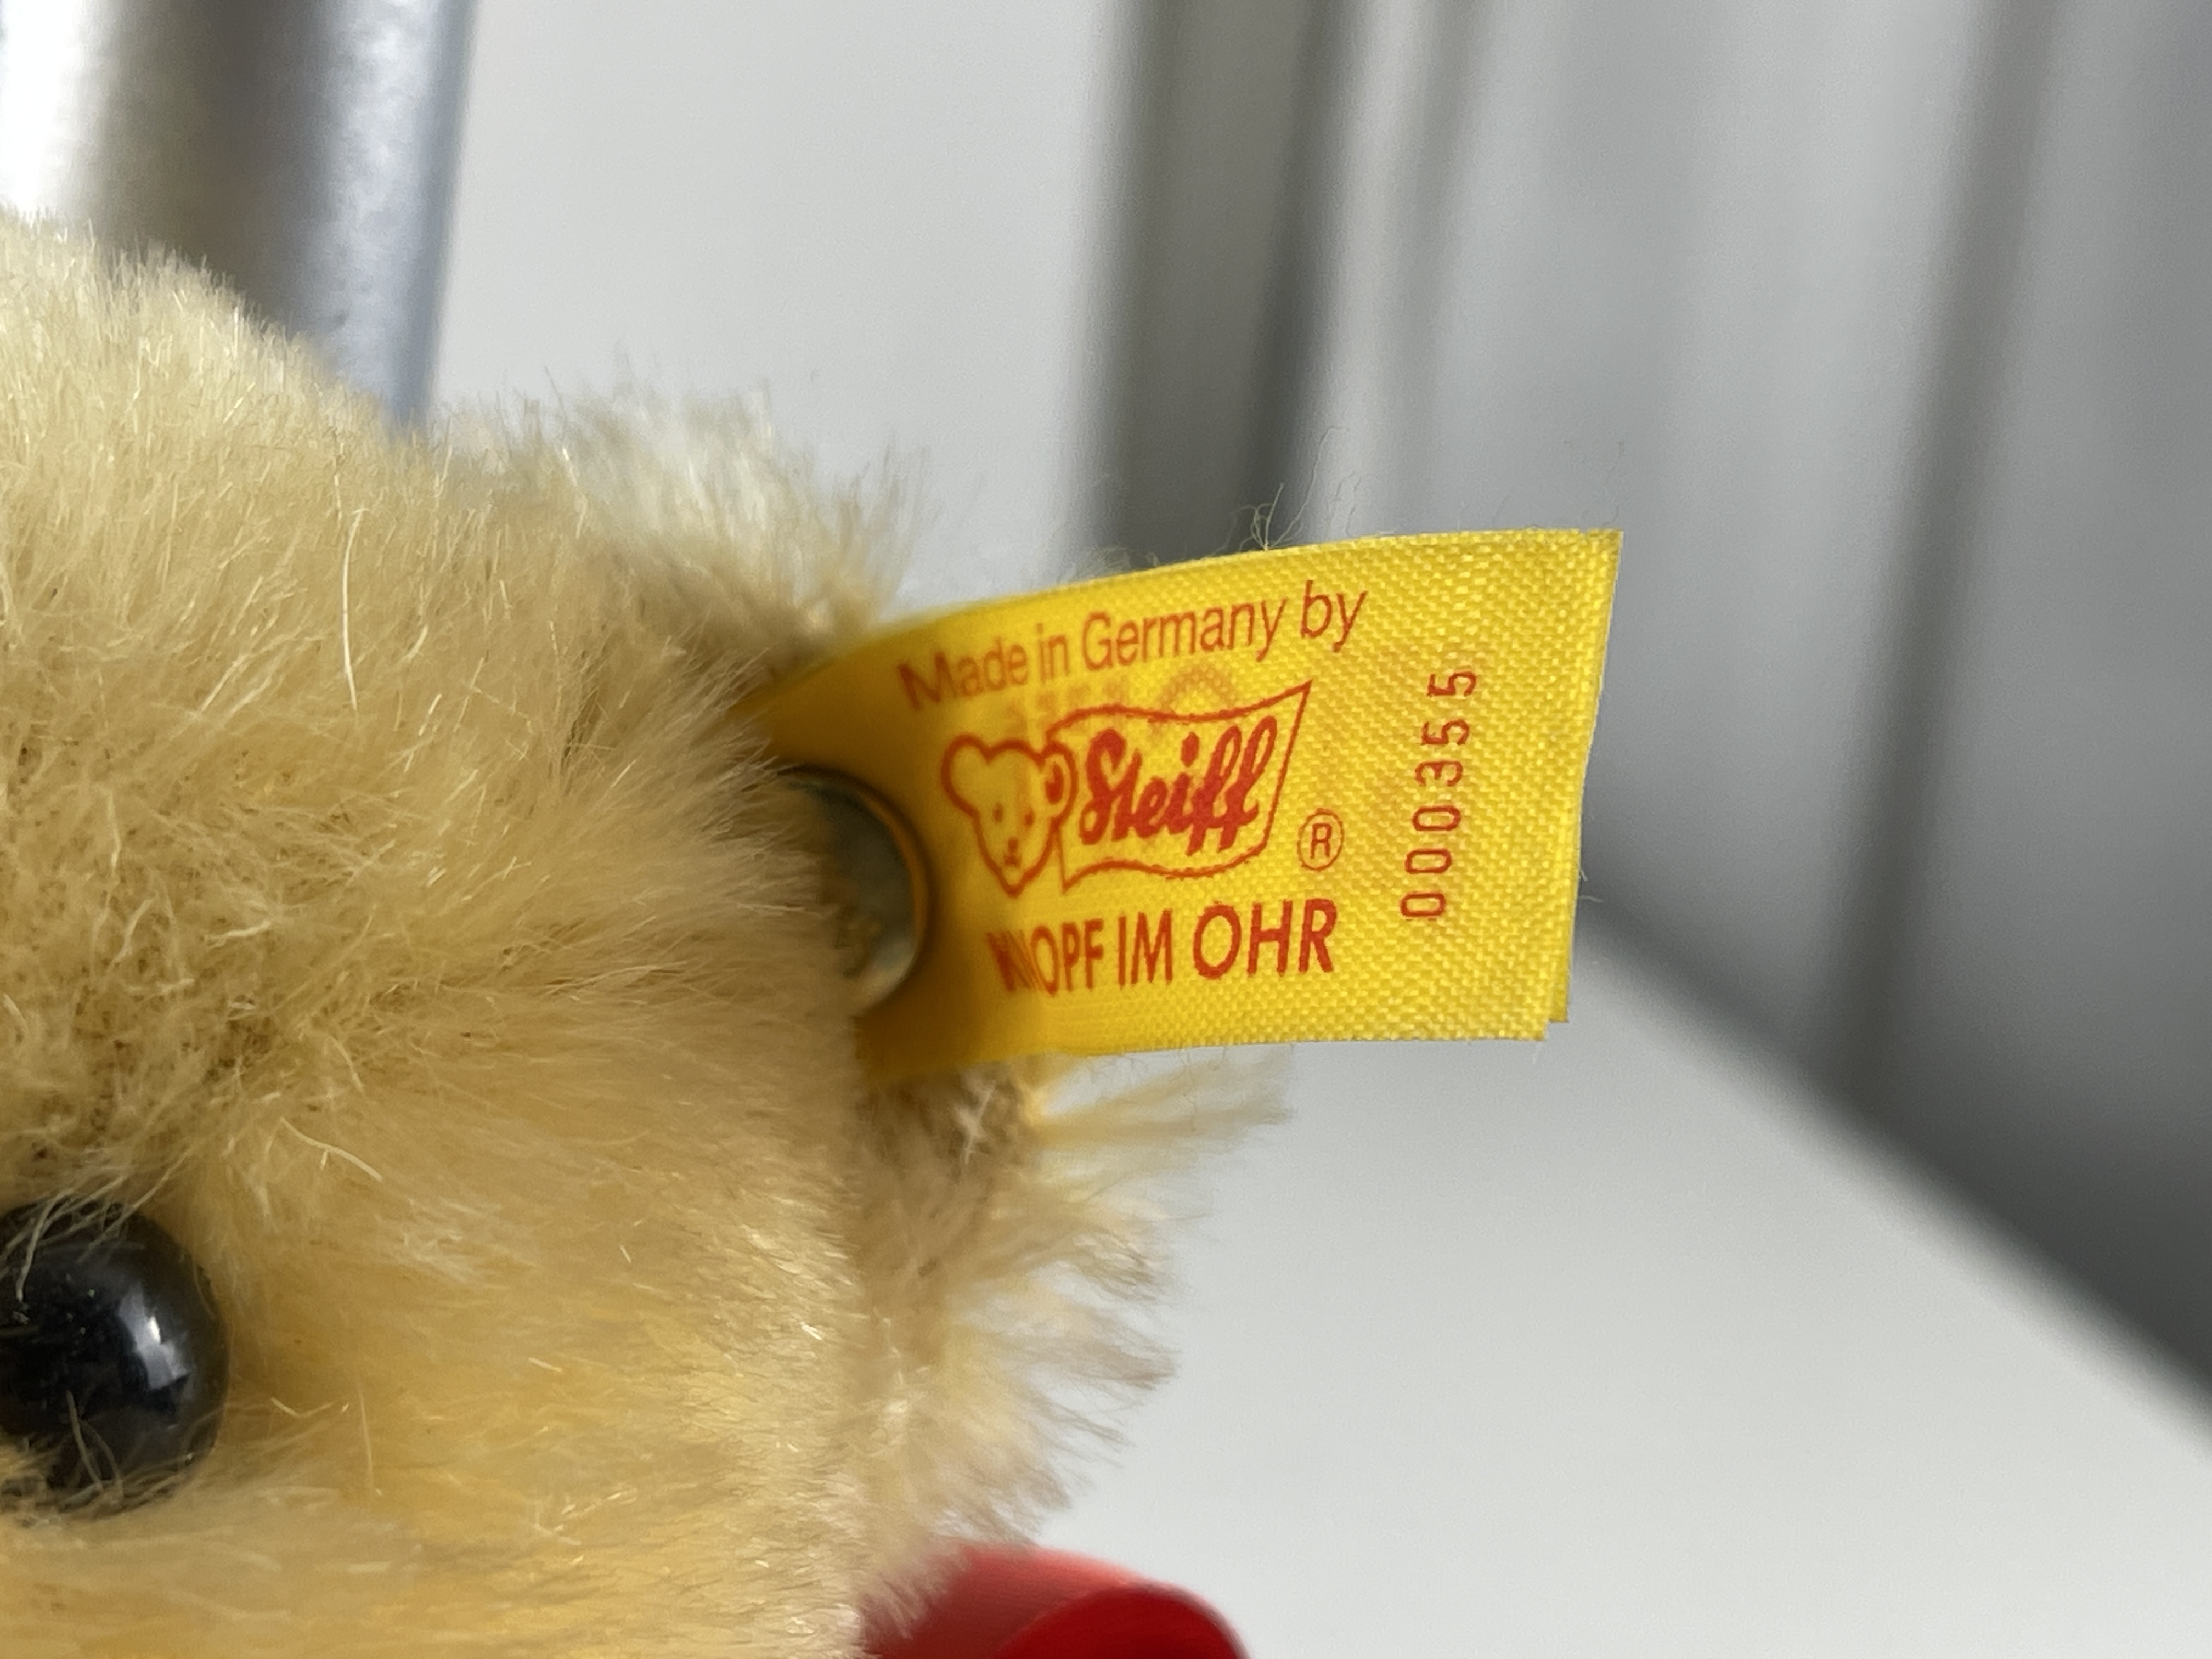 Made in Germany by
Steiff
®
KNOPF IM OHR
000355